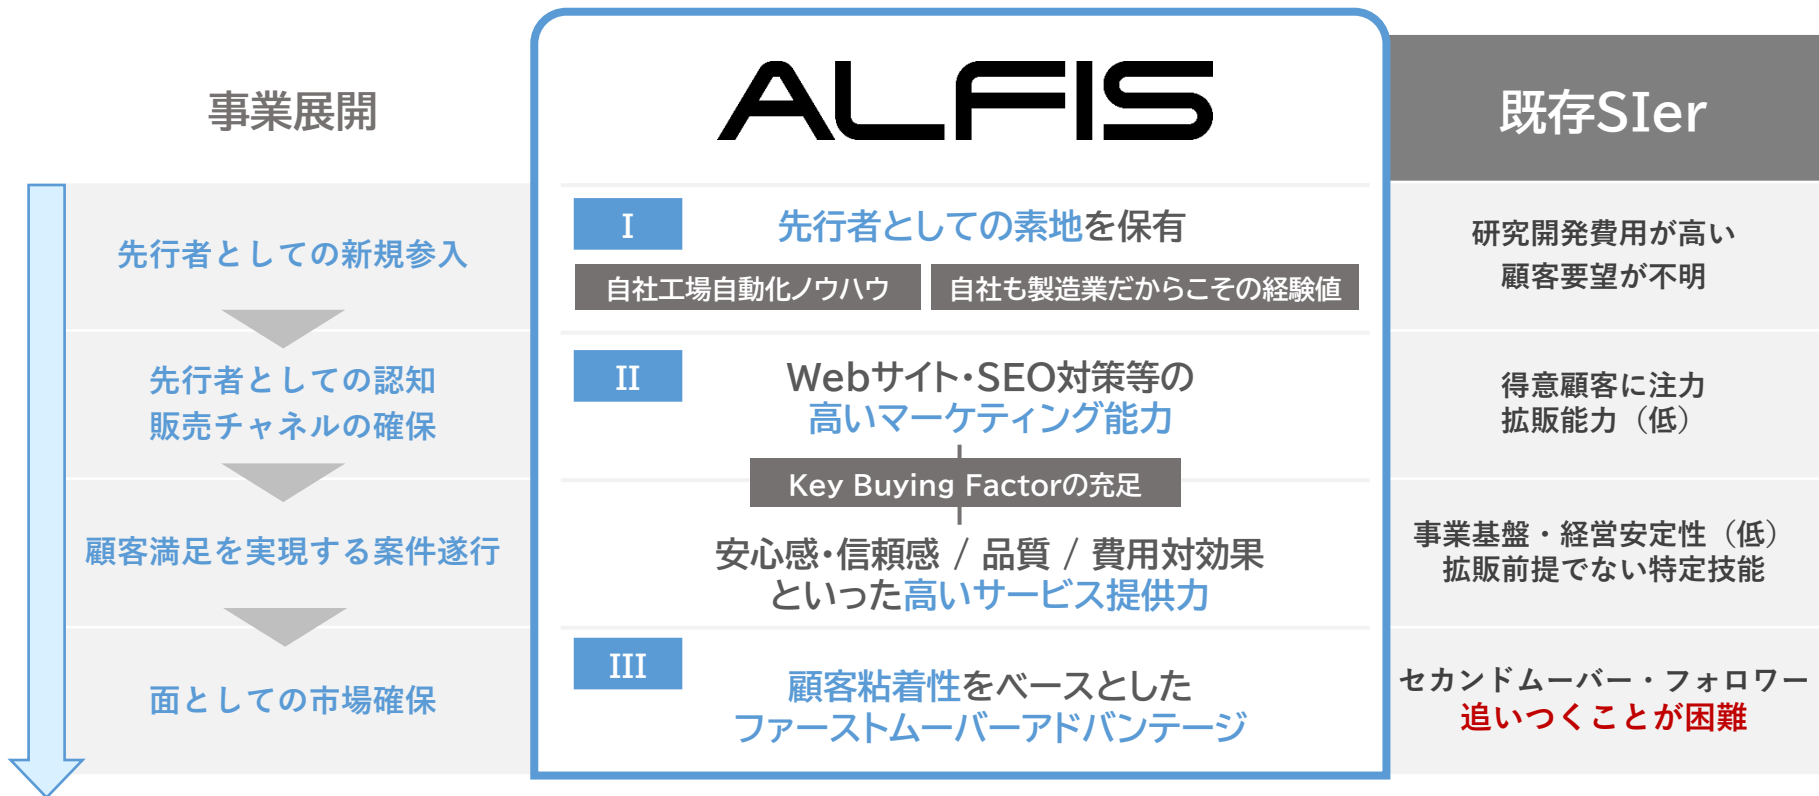 事業展開
ALFIS
既存SIer
先行者としての新規参入
I
先行者としての素地を保有
自社工場自動化ノウハウ
自社も製造業だからこその経験値
研究開発費用が高い
顧客要望が不明
先行者としての認知
販売チャネルの確保
II
Webサイト・SEO対策等の
高いマーケティング能力
得意顧客に注力
拡販能力（低）
Key Buying Factorの充足
顧客満足を実現する案件遂行
安心感・信頼感 / 品質 / 費用対効果
といった高いサービス提供力
事業基盤・経営安定性（低）
拡販前提でない特定技能
面としての市場確保
III
顧客粘着性をベースとした
ファーストムーバーアドバンテージ
セカンドムーバー・フォロワー
追いつくことが困難